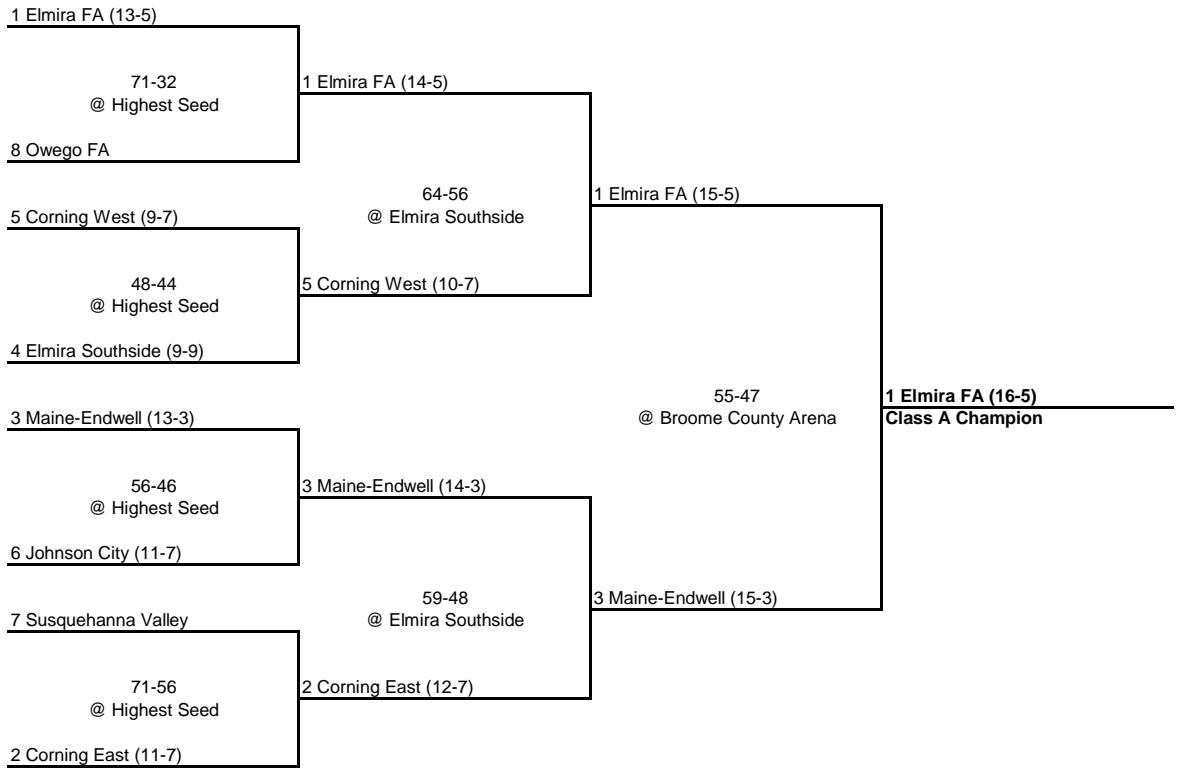 1 Elmira FA (13-5)
71-32
@ Highest Seed
1 Elmira FA (14-5)
8 Owego FA
64-56
@ Elmira Southside
1 Elmira FA (15-5)
5 Corning West (9-7)
48-44
@ Highest Seed
5 Corning West (10-7)
4 Elmira Southside (9-9)
55-47
@ Broome County Arena
1 Elmira FA (16-5)
Class A Champion
3 Maine-Endwell (13-3)
56-46
@ Highest Seed
3 Maine-Endwell (14-3)
6 Johnson City (11-7)
59-48
@ Elmira Southside
3 Maine-Endwell (15-3)
7 Susquehanna Valley
71-56
@ Highest Seed
2 Corning East (12-7)
2 Corning East (11-7)